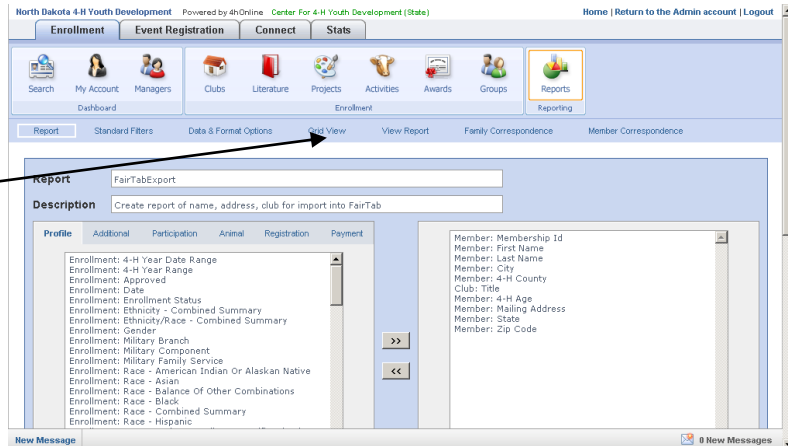 North Dakota 4-H Youth Development Powered by 4hOnline Center For 4-H Youth Development (State) Home | Return to the Admin account | Logout
Enrollment Event Registration Connect Stats
Search My Account Managers Clubs Literature Projects Activities Awards Groups Reports
Dashboard Enrollment Reporting
Report Standard Filters Data & Format Options Grid View View Report Family Correspondence Member Correspondence
Report FairTabExport
Description Create report of name, address, club for import into FairTab
Profile Additional Participation Animal Registration Payment
Enrollment: 4-H Year Date Range
Enrollment: 4-H Year Range
Enrollment: Approved
Enrollment: Date
Enrollment: Enrollment Status
Enrollment: Ethnicity - Combined Summary
Enrollment: Ethnicity/Race - Combined Summary
Enrollment: Gender
Enrollment: Military Branch
Enrollment: Military Component
Enrollment: Military Family Service
Enrollment: Race - American Indian Or Alaskan Native
Enrollment: Race - Asian
Enrollment: Race - Balance Of Other Combinations
Enrollment: Race - Black
Enrollment: Race - Combined Summary
Enrollment: Race - Hispanic
>>
<<
Member: Membership Id
Member: First Name
Member: Last Name
Member: City
Member: 4-H County
Club: Title
Member: 4-H Age
Member: Mailing Address
Member: State
Member: Zip Code
New Message 0 New Messages